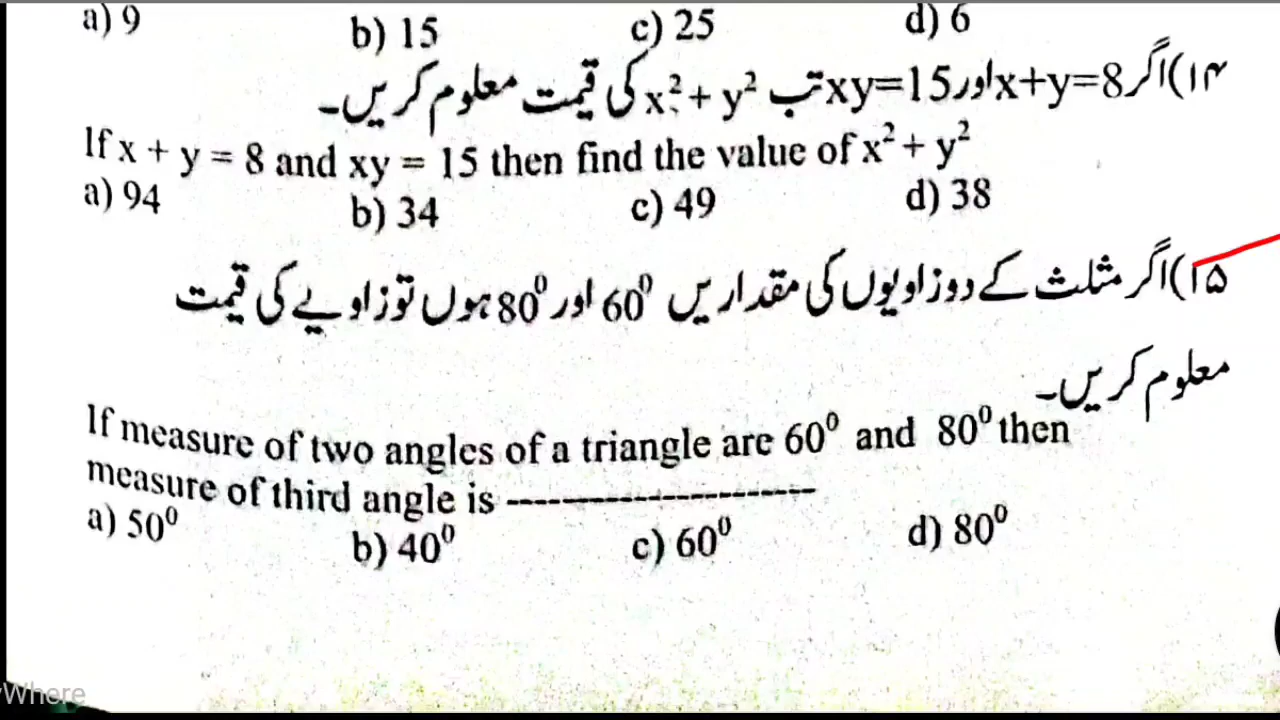 a) 9 b) 15 c) 25 d) 6
۱۴)اگر x+y=8 اور xy=15 تب x² + y² کی قیمت معلوم کریں۔
If x + y = 8 and xy = 15 then find the value of x² + y²
a) 94 b) 34 c) 49 d) 38
۱۵)اگر مثلث کے دو زاویوں کی مقداریں 60⁰ اور 80⁰ ہوں تو زاویے کی قیمت
معلوم کریں۔
If measure of two angles of a triangle are 60⁰ and 80⁰ then
measure of third angle is ----------------------
a) 50⁰ b) 40⁰ c) 60⁰ d) 80⁰
Where